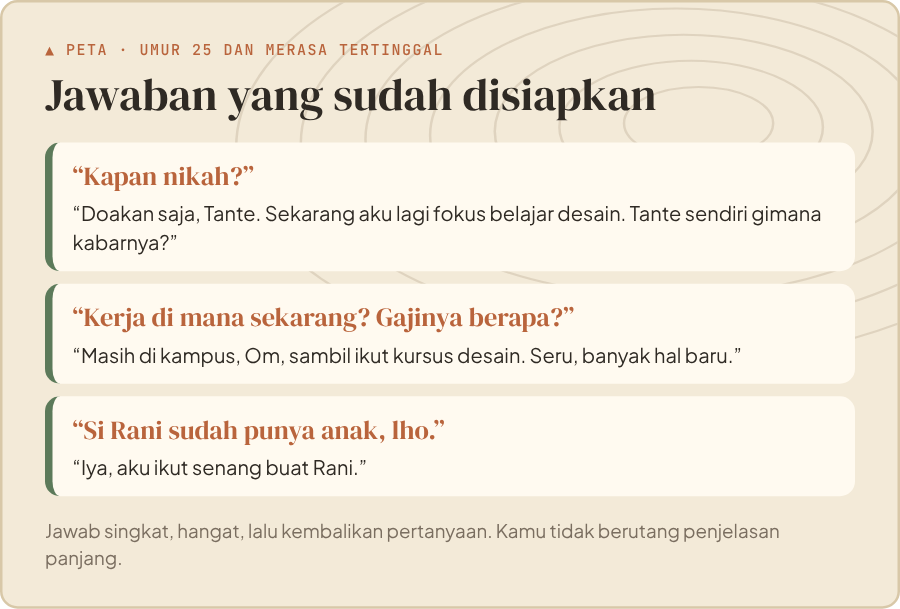 ▲ PETA · UMUR 25 DAN MERASA TERTINGGAL
Jawaban yang sudah disiapkan
“Kapan nikah?”
“Doakan saja, Tante. Sekarang aku lagi fokus belajar desain. Tante sendiri gimana
kabarnya?”
“Kerja di mana sekarang? Gajinya berapa?”
“Masih di kampus, Om, sambil ikut kursus desain. Seru, banyak hal baru.”
“Si Rani sudah punya anak, lho.”
“Iya, aku ikut senang buat Rani.”
Jawab singkat, hangat, lalu kembalikan pertanyaan. Kamu tidak berutang penjelasan
panjang.